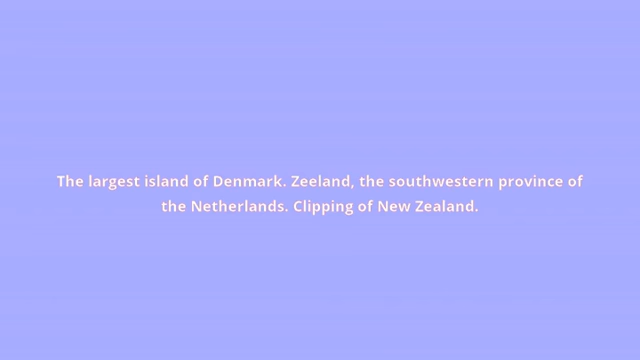 The largest island of Denmark. Zeeland, the southwestern province of
the Netherlands. Clipping of New Zealand.